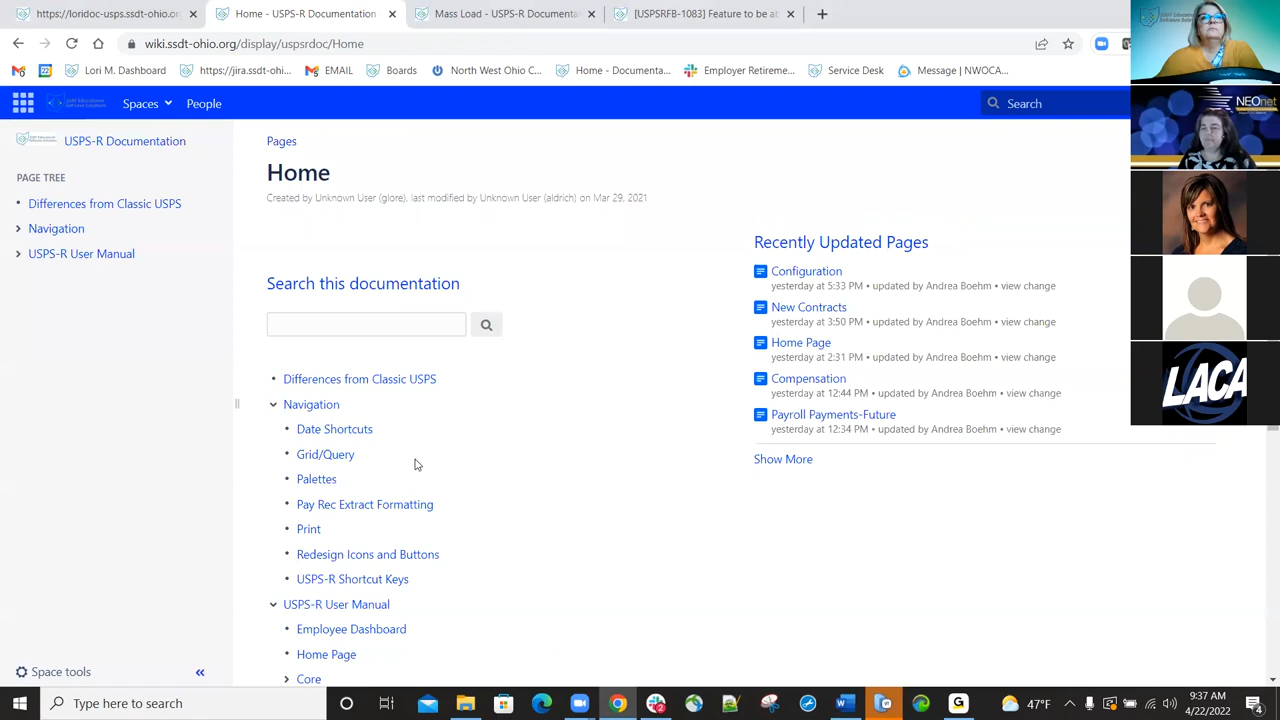 https://loridoc.ssdt-ohio.org/
Home - USPS-R Documentation
Mass Load - USPS-R Documentat
[USPSRFB-1083] Feature to be ab
wiki.ssdt-ohio.org/display/uspsrdoc/Home
Lori M. Dashboard
https://jira.ssdt-ohi...
EMAIL
Boards
North West Ohio...
Home - Documenta...
Employer Retireme...
Service Desk
Messages, NWOCA...
Spaces
People
Search
USPS-R Documentation
PAGE TREE
Differences from Classic USPS
Navigation
USPS-R User Manual
Pages
Home
Created by Unknown User (glore), last modified by Unknown User (aldrich) on Mar 29, 2021
Search this documentation
Differences from Classic USPS
Navigation
Date Shortcuts
Grid/Query
Palettes
Pay Rec Extract Formatting
Print
Redesign Icons and Buttons
USPS-R Shortcut Keys
USPS-R User Manual
Employee Dashboard
Home Page
Core
Recently Updated Pages
Configuration
yesterday at 5:33 PM • updated by Andrea Boehm • view change
New Contracts
yesterday at 3:50 PM • updated by Andrea Boehm • view change
Home Page
yesterday at 2:31 PM • updated by Andrea Boehm • view change
Compensation
yesterday at 12:44 PM • updated by Andrea Boehm • view change
Payroll Payments-Future
yesterday at 12:34 PM • updated by Andrea Boehm • view change
Show More
NEOnet
LACA
Space tools
Type here to search
47°F
9:37 AM
4/22/2022
4